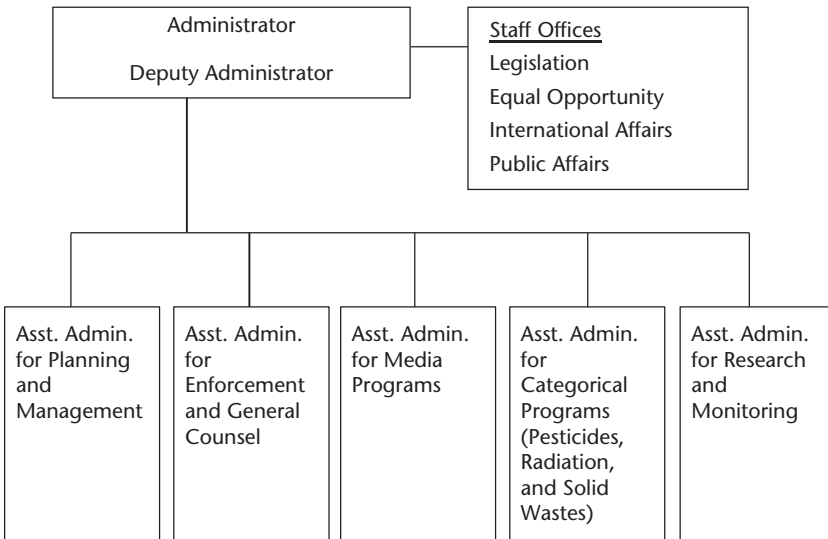 Administrator
Deputy Administrator
Staff Offices
Legislation
Equal Opportunity
International Affairs
Public Affairs
Asst. Admin.
for Planning
and
Management
Asst. Admin.
for
Enforcement
and General
Counsel
Asst. Admin.
for Media
Programs
Asst. Admin.
for
Categorical
Programs
(Pesticides,
Radiation,
and Solid
Wastes)
Asst. Admin.
for Research
and
Monitoring